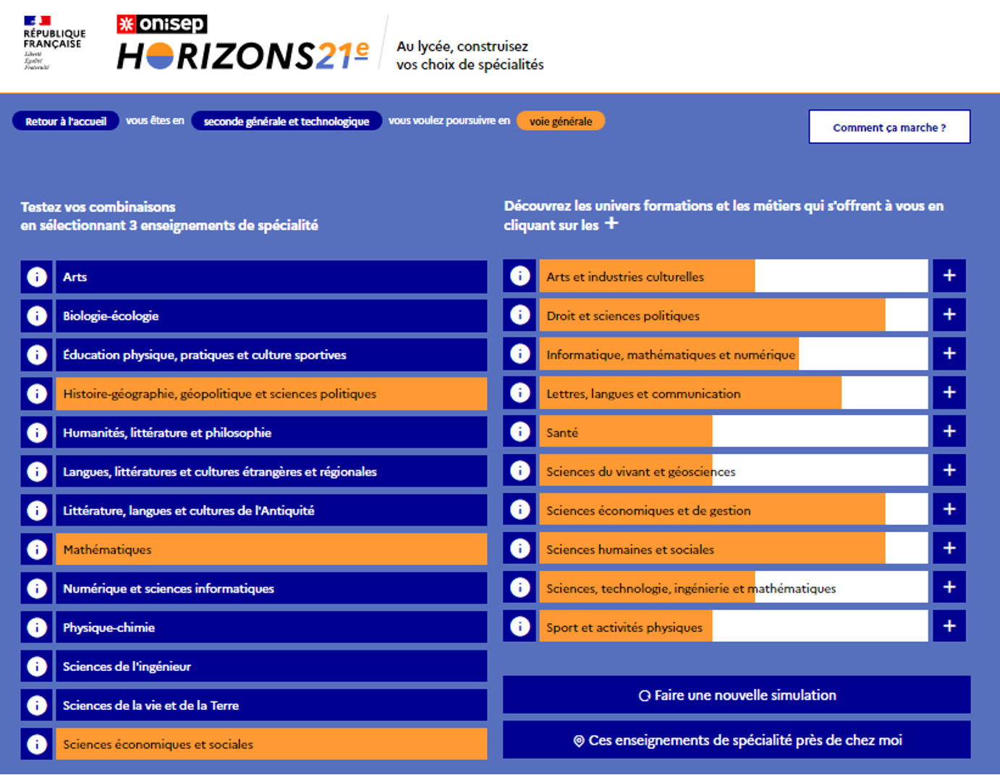 RÉPUBLIQUE
FRANÇAISE
Liberté
Égalité
Fraternité
onisep
HORIZONS21e
Au lycée, construisez
vos choix de spécialités
Retour à l'accueil vous êtes en seconde générale et technologique vous voulez poursuivre en voie générale
Comment ça marche ?
Testez vos combinaisons
en sélectionnant 3 enseignements de spécialité
Arts
Biologie-écologie
Éducation physique, pratiques et culture sportives
Histoire-géographie, géopolitique et sciences politiques
Humanités, littérature et philosophie
Langues, littératures et cultures étrangères et régionales
Littérature, langues et cultures de l'Antiquité
Mathématiques
Numérique et sciences informatiques
Physique-chimie
Sciences de l'ingénieur
Sciences de la vie et de la Terre
Sciences économiques et sociales
Découvrez les univers formations et les métiers qui s'offrent à vous en
cliquant sur les +
Arts et industries culturelles +
Droit et sciences politiques +
Informatique, mathématiques et numérique +
Lettres, langues et communication +
Santé +
Sciences du vivant et géosciences +
Sciences économiques et de gestion +
Sciences humaines et sociales +
Sciences, technologie, ingénierie et mathématiques +
Sport et activités physiques +
Faire une nouvelle simulation
Ces enseignements de spécialité près de chez moi